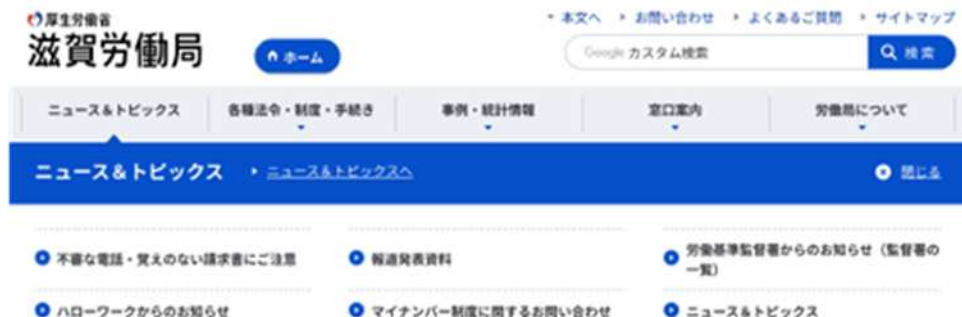 厚生労働省
滋賀労働局
ホーム
本文へ お問い合わせ よくあるご質問 サイトマップ
Google カスタム検索 検索
ニュース&トピックス 各種法令・制度・手続き 事例・統計情報 窓口案内 労働局について
ニュース&トピックス ニュース&トピックスへ 閉じる
不審な電話・覚えのない請求書にご注意 報道発表資料 労働基準監督署からのお知らせ(監督署の
一覧)
ハローワークからのお知らせ マイナンバー制度に関するお問い合わせ ニュース&トピックス